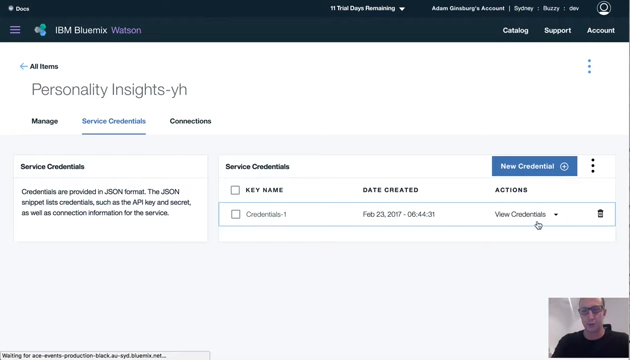 Docs
11 Trial Days Remaining
Adam Ginsburg's Account | Sydney : Buzzy : dev
IBM Bluemix Watson
Catalog
Support
Account
All Items
Personality Insights-yh
Manage
Service Credentials
Connections
Service Credentials
Credentials are provided in JSON format. The JSON
snippet lists credentials, such as the API key and secret,
as well as connection information for the service.
Service Credentials
New Credential
KEY NAME
DATE CREATED
ACTIONS
Credentials-1
Feb 23, 2017 - 06:44:31
View Credentials
Waiting for ace-events-production-black.au-syd.bluemix.net...